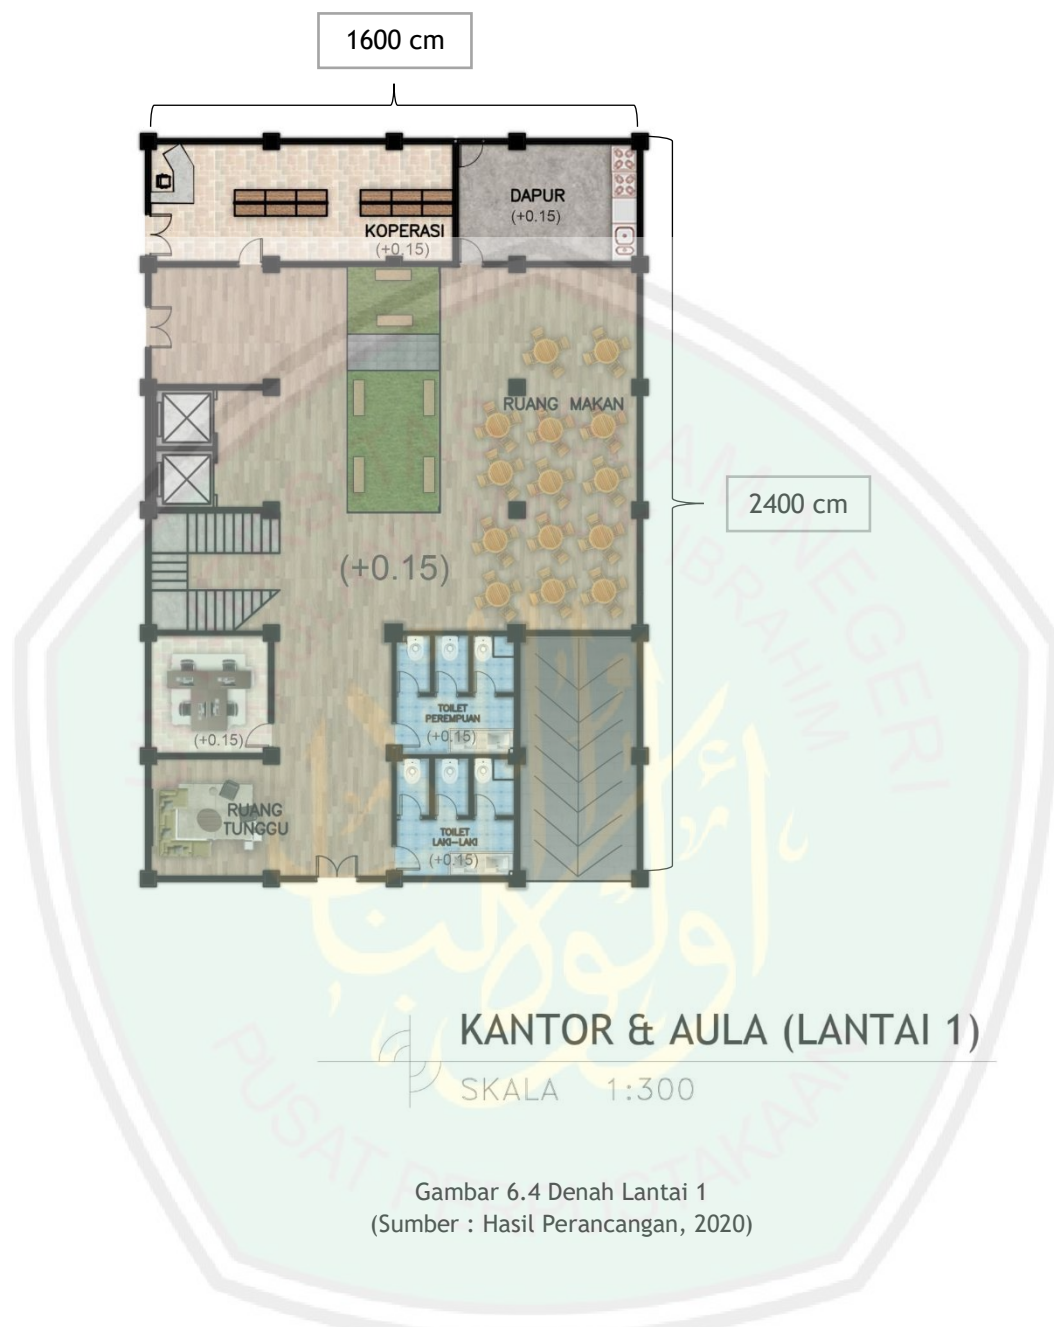 1600 cm
DAPUR
(+0.15)
KOPERASI
(+0.15)
RUANG MAKAN
2400 cm
(+0.15)
TOILET
PEREMPUAN
(+0.15)
(+0.15)
RUANG
TUNGGU
TOILET
LAKI-LAKI
(+0.15)
KANTOR & AULA (LANTAI 1)
SKALA 1:300
Gambar 6.4 Denah Lantai 1
(Sumber : Hasil Perancangan, 2020)
PUSAT PERPUSTAKAAN